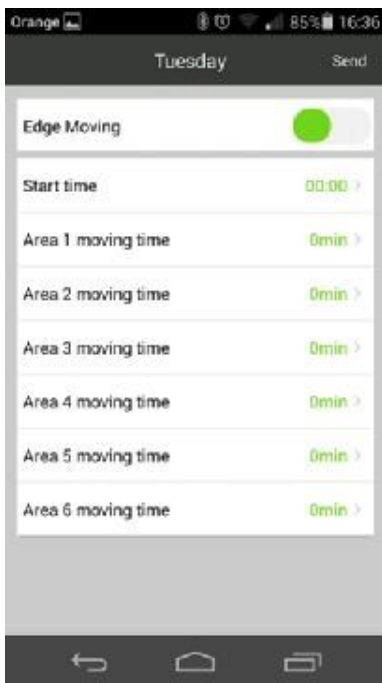 Orange 85% 16:36
Tuesday Send
Edge Moving
Start time 00:00
Area 1 moving time 0min
Area 2 moving time 0min
Area 3 moving time 0min
Area 4 moving time 0min
Area 5 moving time 0min
Area 6 moving time 0min